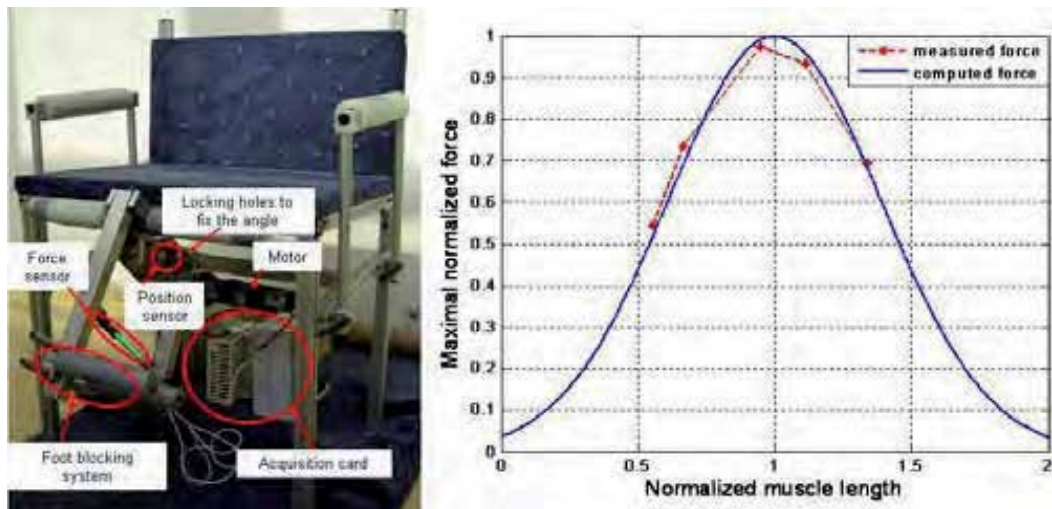 Locking holes to
fix the angle
Force
sensor
Motor
Position
sensor
Foot blocking
system
Acquisition card
Maximal normalized force
1
0.9
0.8
0.7
0.6
0.5
0.4
0.3
0.2
0.1
0
0
0.5
1
1.5
2
Normalized muscle length
measured force
computed force